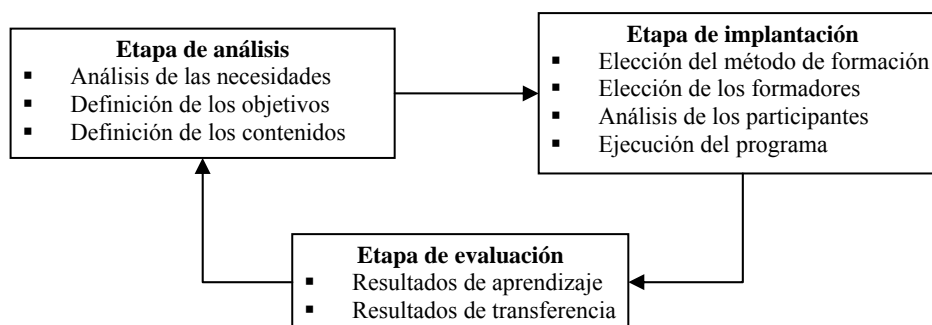 Etapa de análisis
▪ Análisis de las necesidades
▪ Definición de los objetivos
▪ Definición de los contenidos
Etapa de implantación
▪ Elección del método de formación
▪ Elección de los formadores
▪ Análisis de los participantes
▪ Ejecución del programa
Etapa de evaluación
▪ Resultados de aprendizaje
▪ Resultados de transferencia